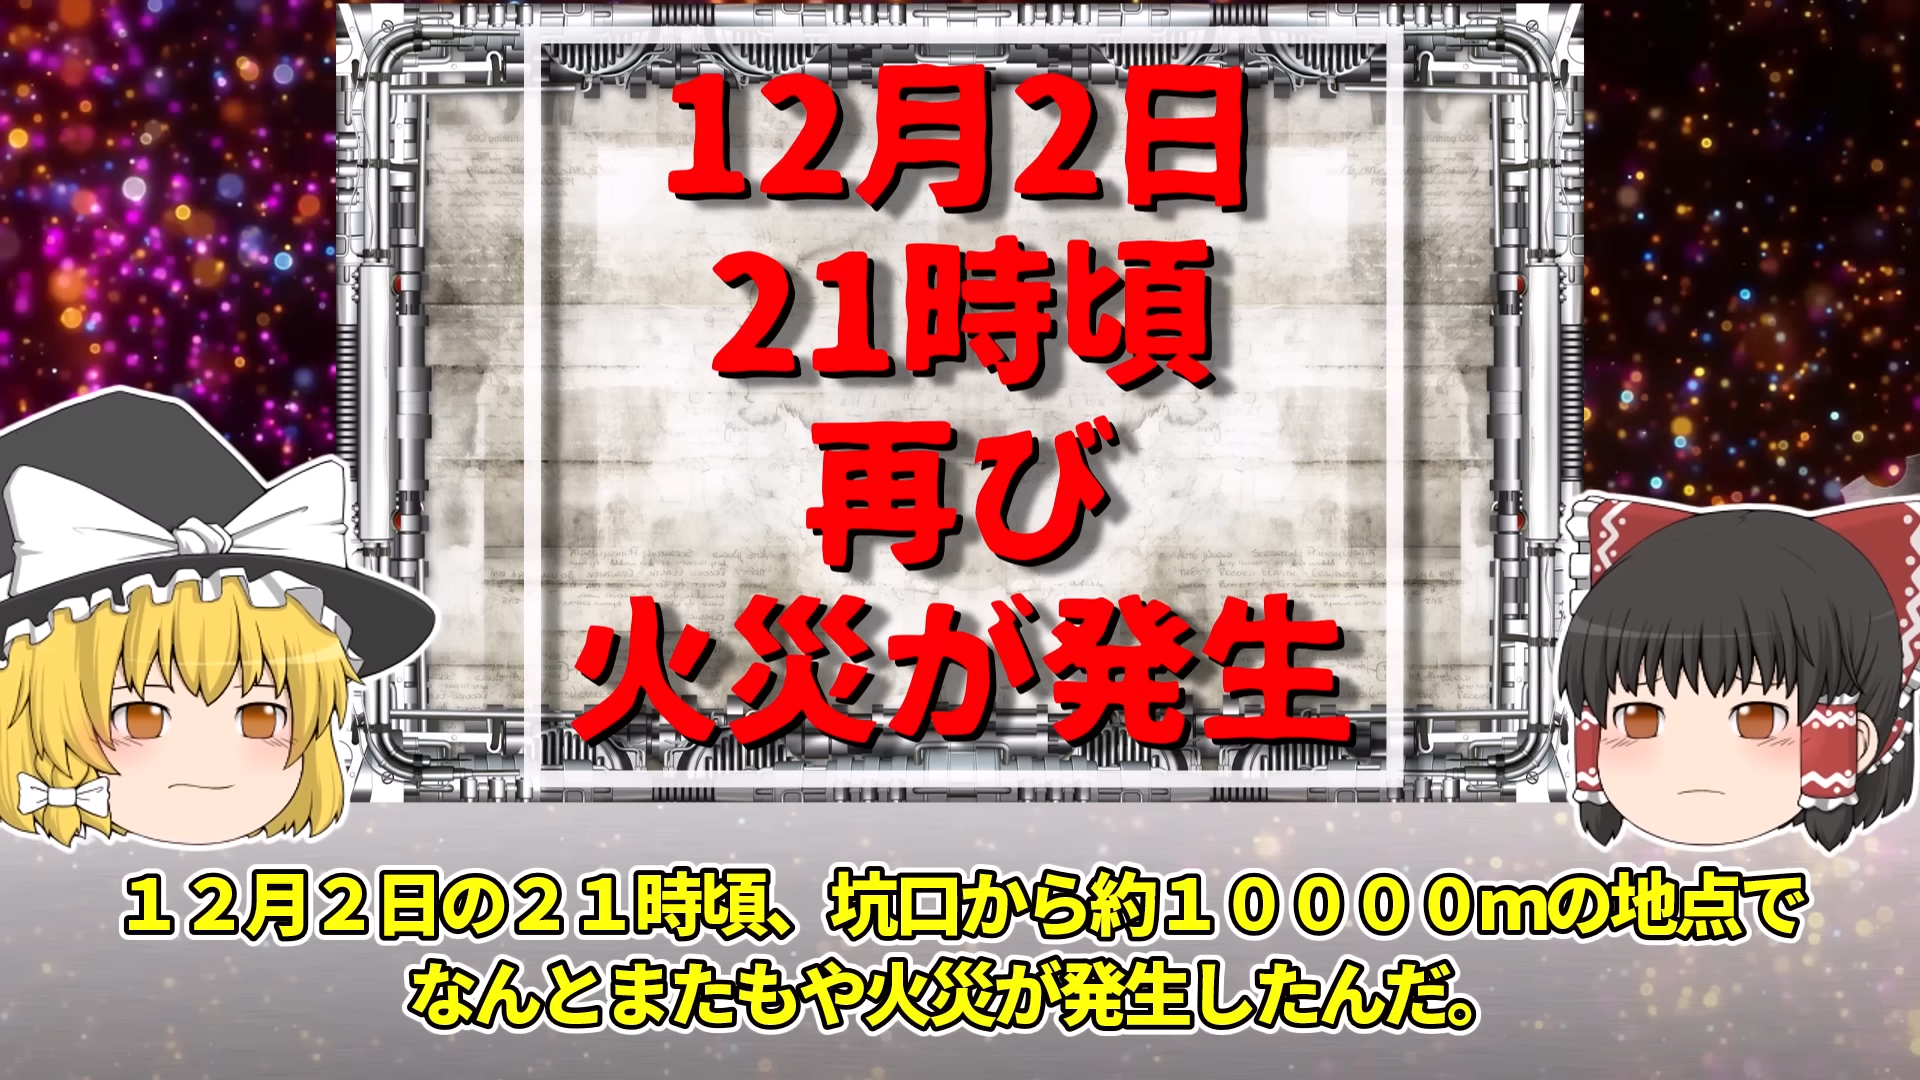 12月2日
21時頃
再び
火災が発生
１２月２日の２１時頃、坑口から約１００００ｍの地点で
なんとまたもや火災が発生したんだ。